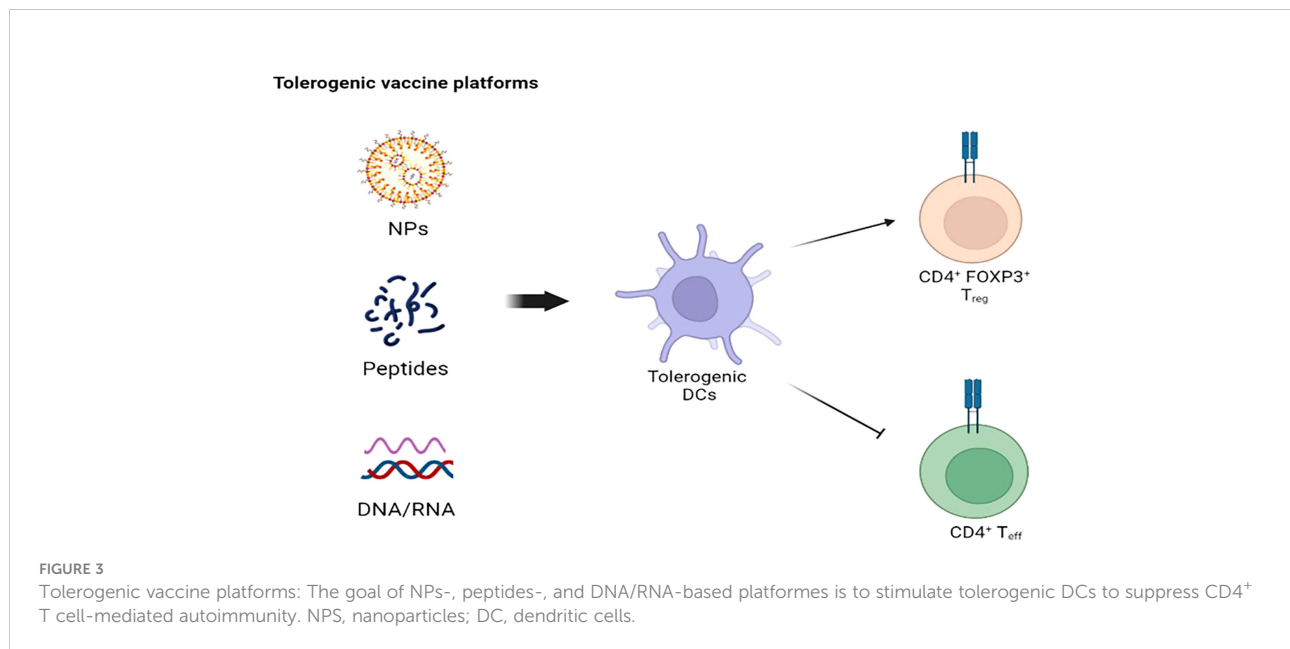 Tolerogenic vaccine platforms
NPs
Peptides
DNA/RNA
Tolerogenic
DCs
CD4⁺ FOXP3⁺
Treg
CD4⁺ Teff
FIGURE 3
Tolerogenic vaccine platforms: The goal of NPs-, peptides-, and DNA/RNA-based platformes is to stimulate tolerogenic DCs to suppress CD4⁺
T cell-mediated autoimmunity. NPS, nanoparticles; DC, dendritic cells.